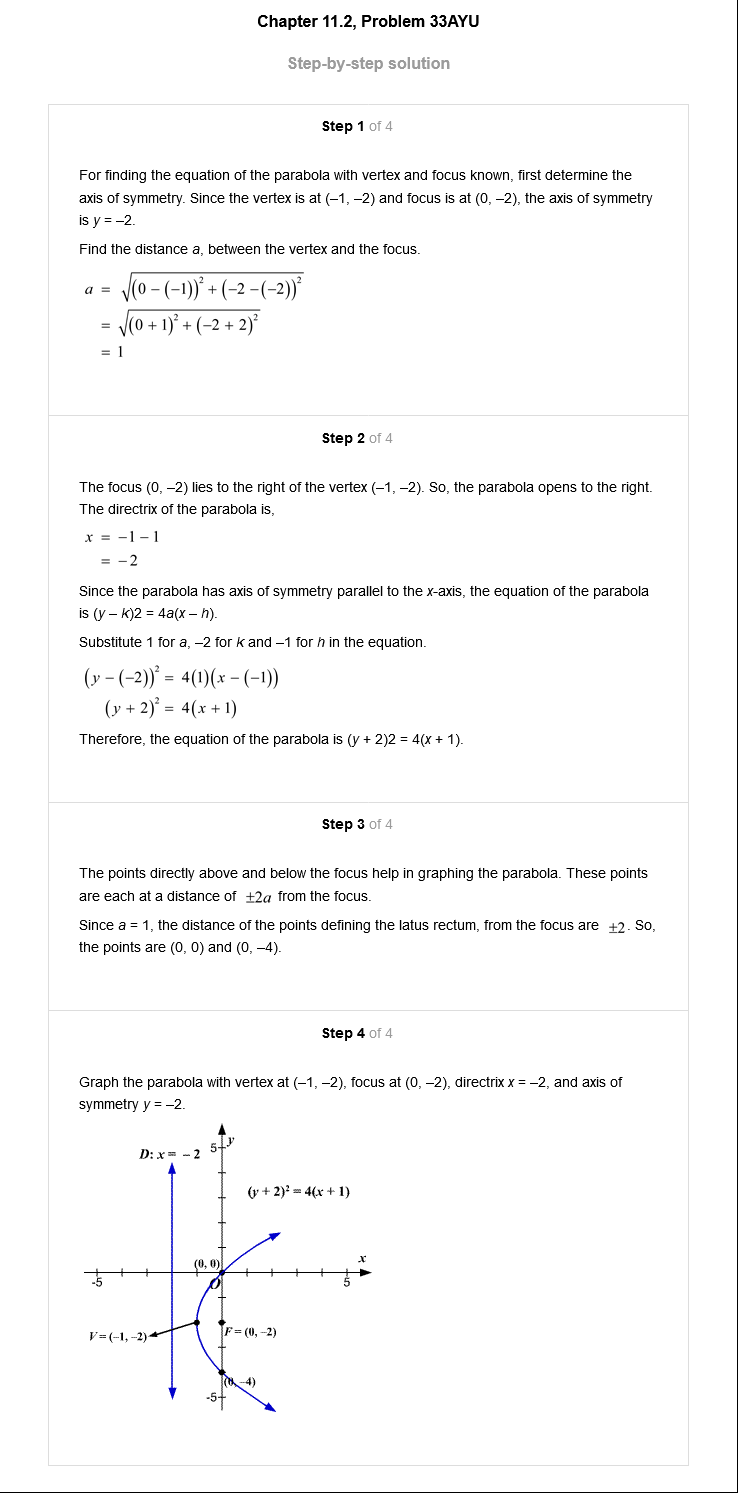 Chapter 11.2, Problem 33AYU
Step-by-step solution
Step 1 of 4
For finding the equation of the parabola with vertex and focus known, first determine the
axis of symmetry. Since the vertex is at (–1, –2) and focus is at (0, –2), the axis of symmetry
is y = –2.
Find the distance a, between the vertex and the focus.
a = √((0 − (−1))² + (−2 − (−2))²)
= √((0 + 1)² + (−2 + 2)²)
= 1
Step 2 of 4
The focus (0, –2) lies to the right of the vertex (–1, –2). So, the parabola opens to the right.
The directrix of the parabola is,
x = −1 − 1
= −2
Since the parabola has axis of symmetry parallel to the x-axis, the equation of the parabola
is (y – k)2 = 4a(x – h).
Substitute 1 for a, –2 for k and –1 for h in the equation.
(y − (−2))² = 4(1)(x − (−1))
(y + 2)² = 4(x + 1)
Therefore, the equation of the parabola is (y + 2)2 = 4(x + 1).
Step 3 of 4
The points directly above and below the focus help in graphing the parabola. These points
are each at a distance of ±2a from the focus.
Since a = 1, the distance of the points defining the latus rectum, from the focus are ±2. So,
the points are (0, 0) and (0, –4).
Step 4 of 4
Graph the parabola with vertex at (–1, –2), focus at (0, –2), directrix x = –2, and axis of
symmetry y = –2.
D: x = − 2
5
y
(y + 2)² = 4(x + 1)
(0, 0)
x
-5
O
5
V = (–1, –2)
F = (0, –2)
(0, –4)
-5